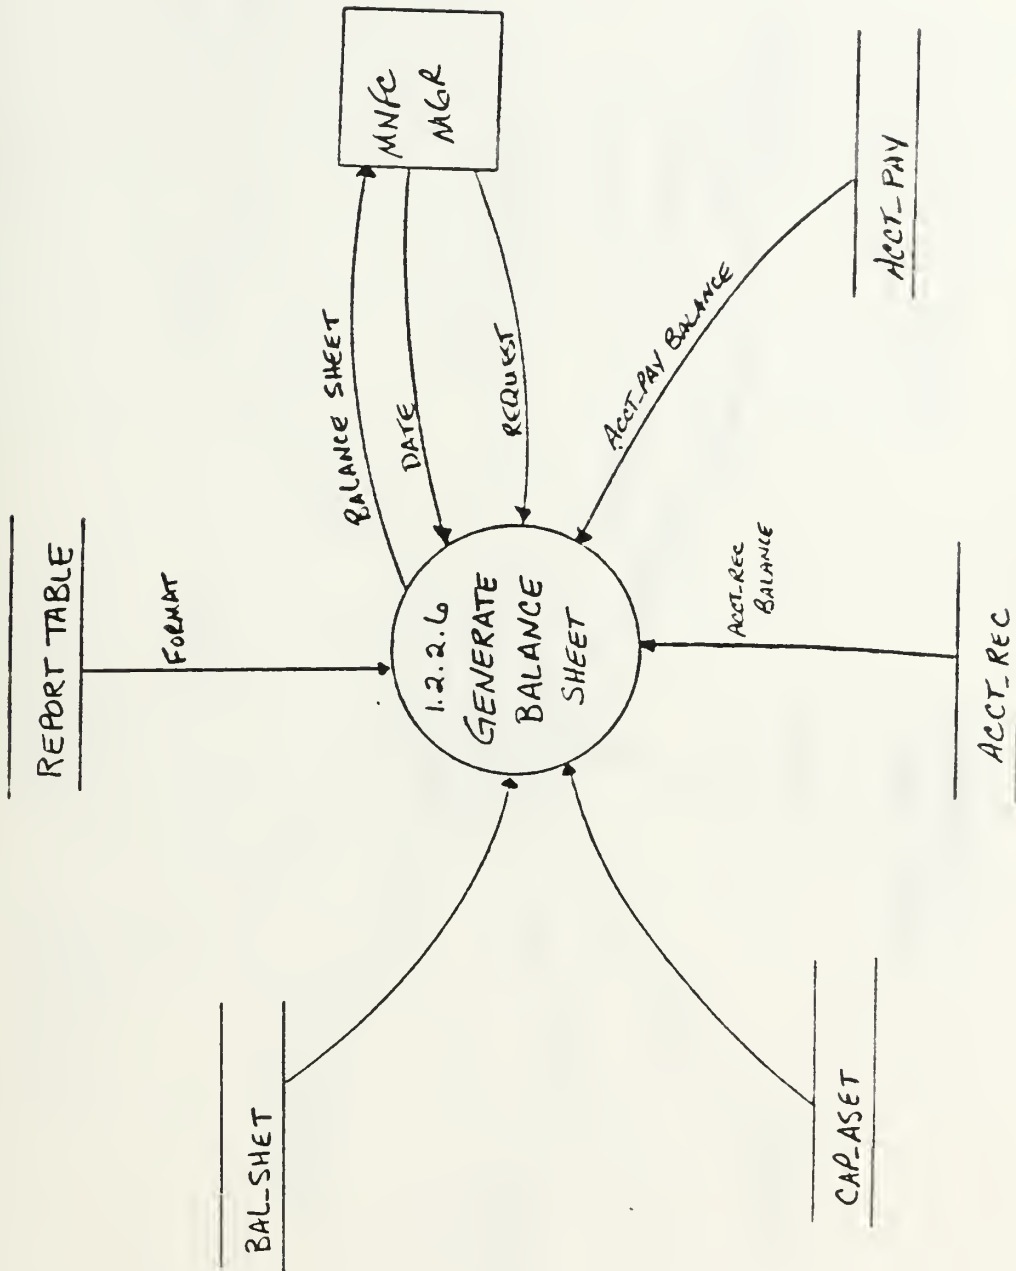 REPORT TABLE
FORMAT
BALANCE SHEET
DATE
REQUEST
MNFC
MGR
BAL_SHET
1.2.2.6
GENERATE
BALANCE
SHEET
ACCT_PAY BALANCE
ACCT_PAY
ACCT_REC
BALANCE
ACCT_REC
CAP_ASET